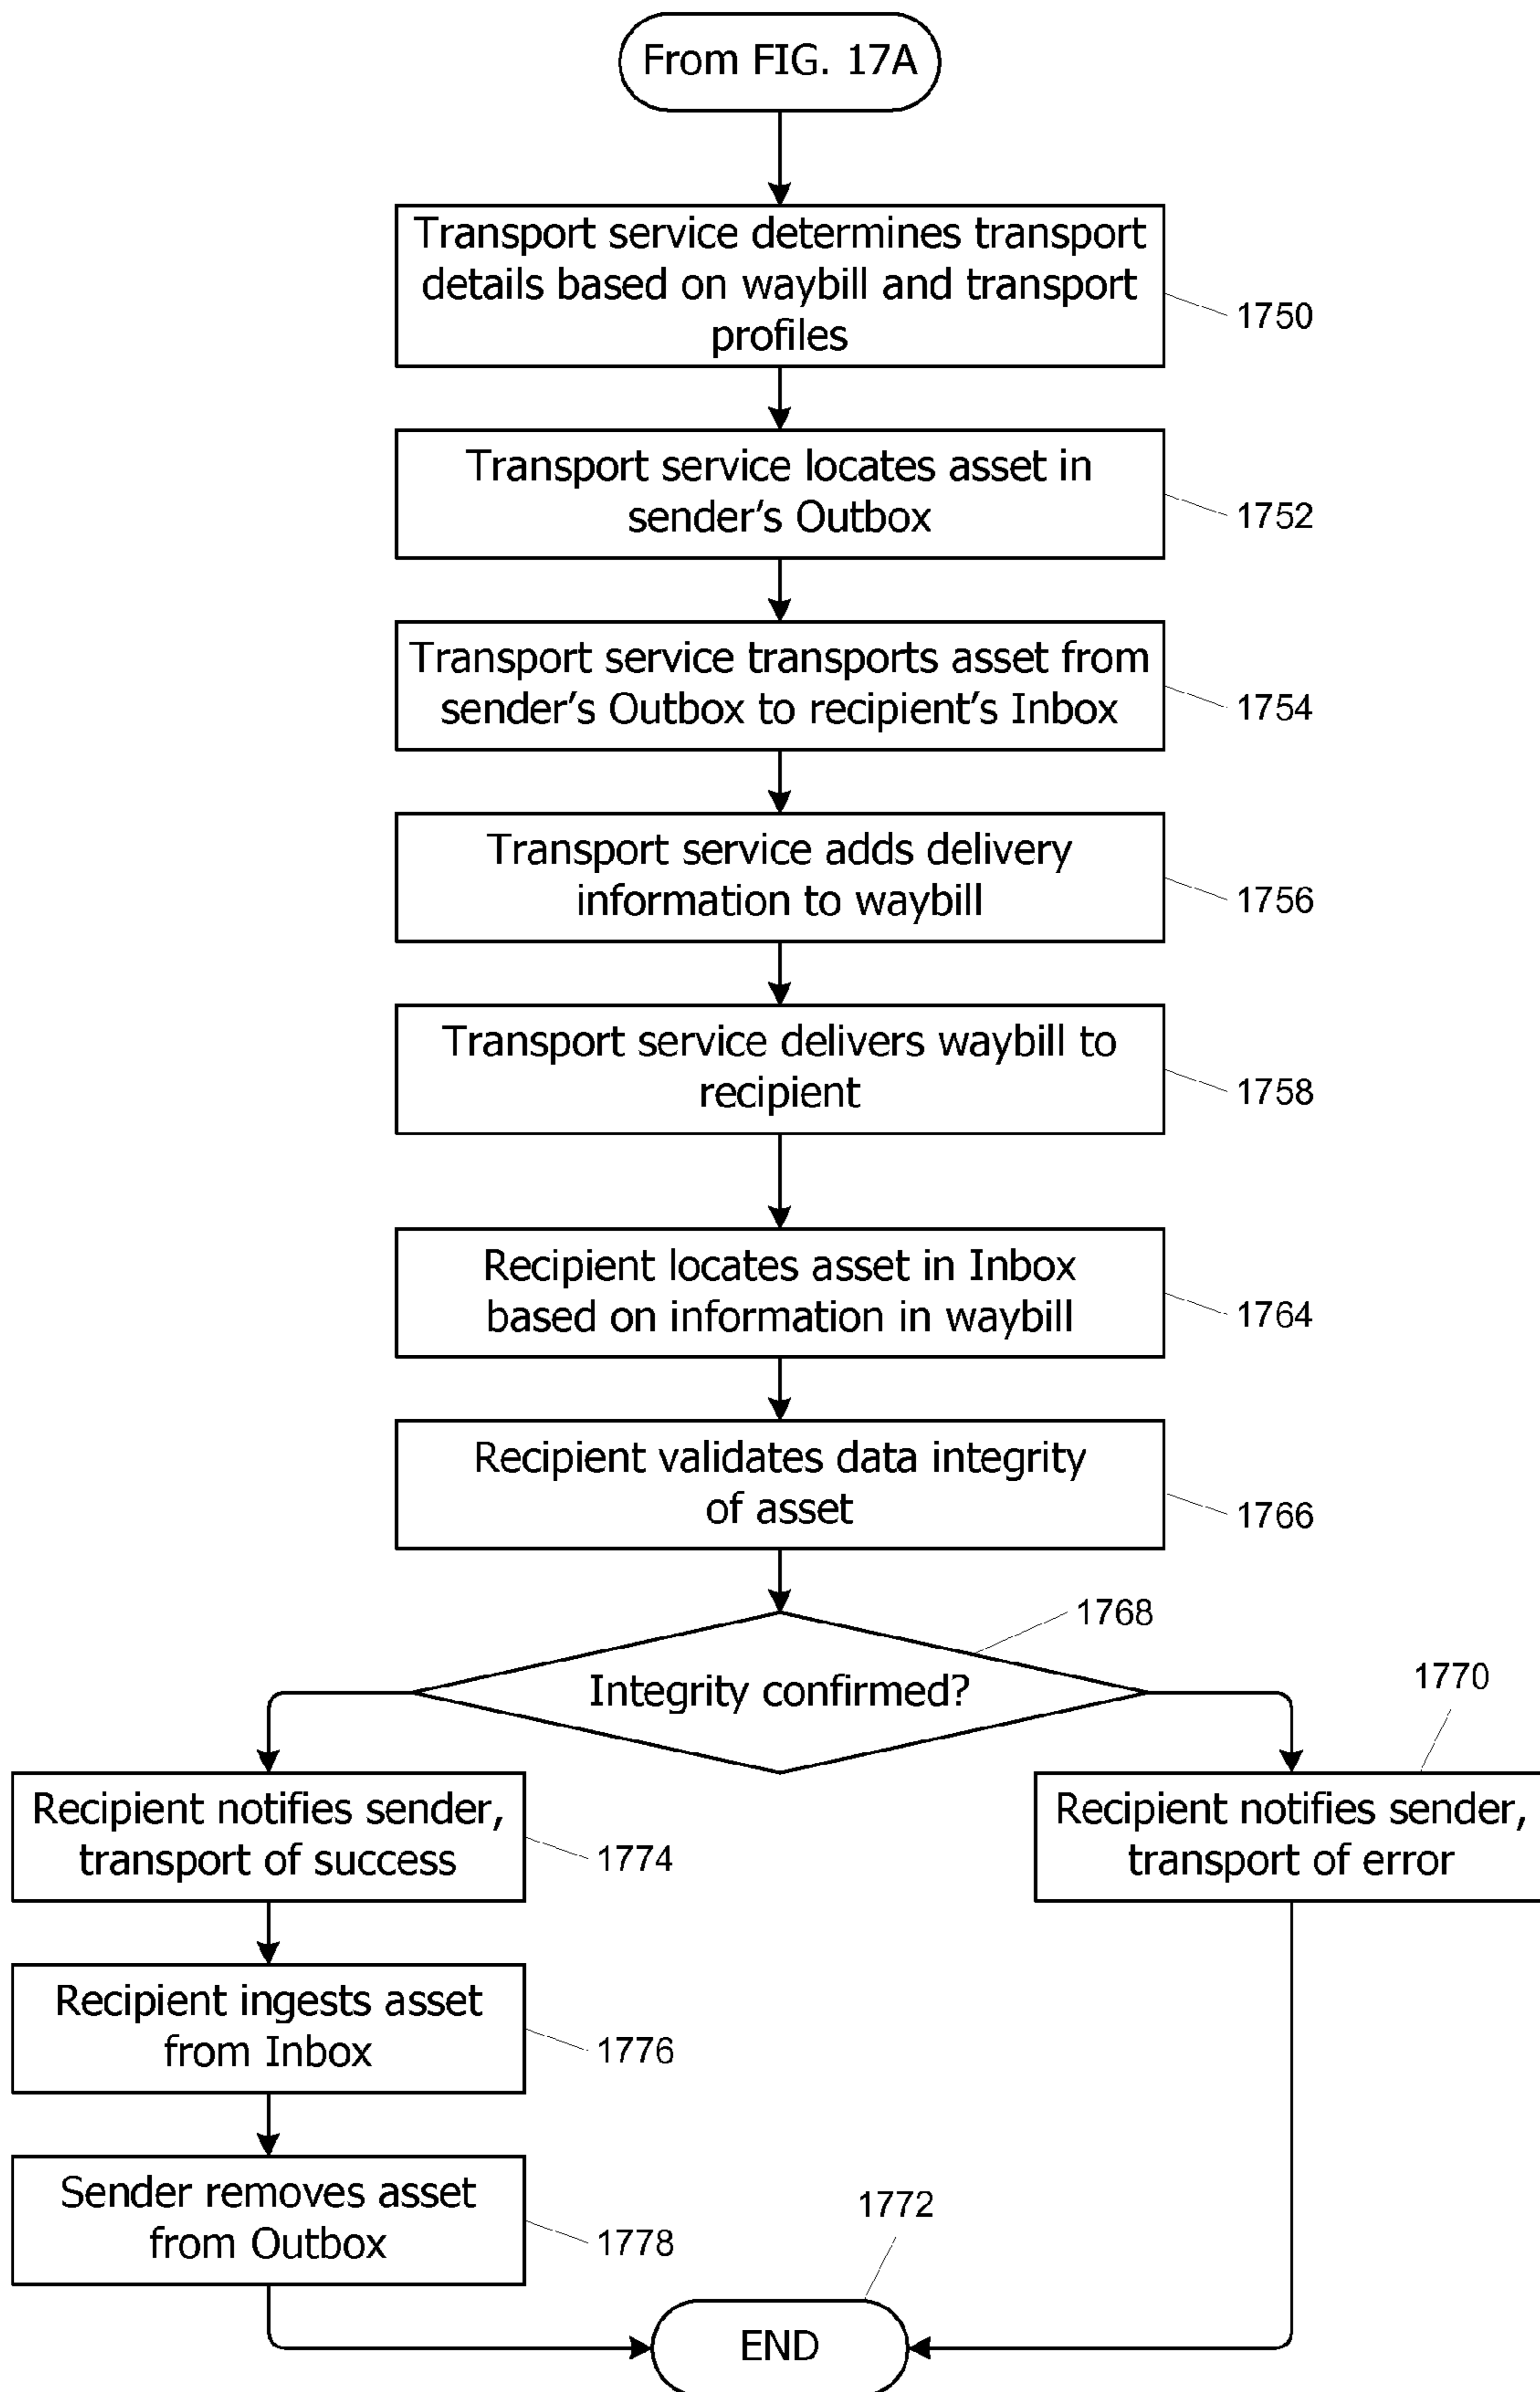 From FIG. 17A
Transport service determines transport
details based on waybill and transport
profiles
1750
Transport service locates asset in
sender's Outbox
1752
Transport service transports asset from
sender's Outbox to recipient's Inbox
1754
Transport service adds delivery
information to waybill
1756
Transport service delivers waybill to
recipient
1758
Recipient locates asset in Inbox
based on information in waybill
1764
Recipient validates data integrity
of asset
1766
1768
Integrity confirmed?
1770
Recipient notifies sender,
transport of success
1774
Recipient notifies sender,
transport of error
Recipient ingests asset
from Inbox
1776
Sender removes asset
from Outbox
1778
1772
END